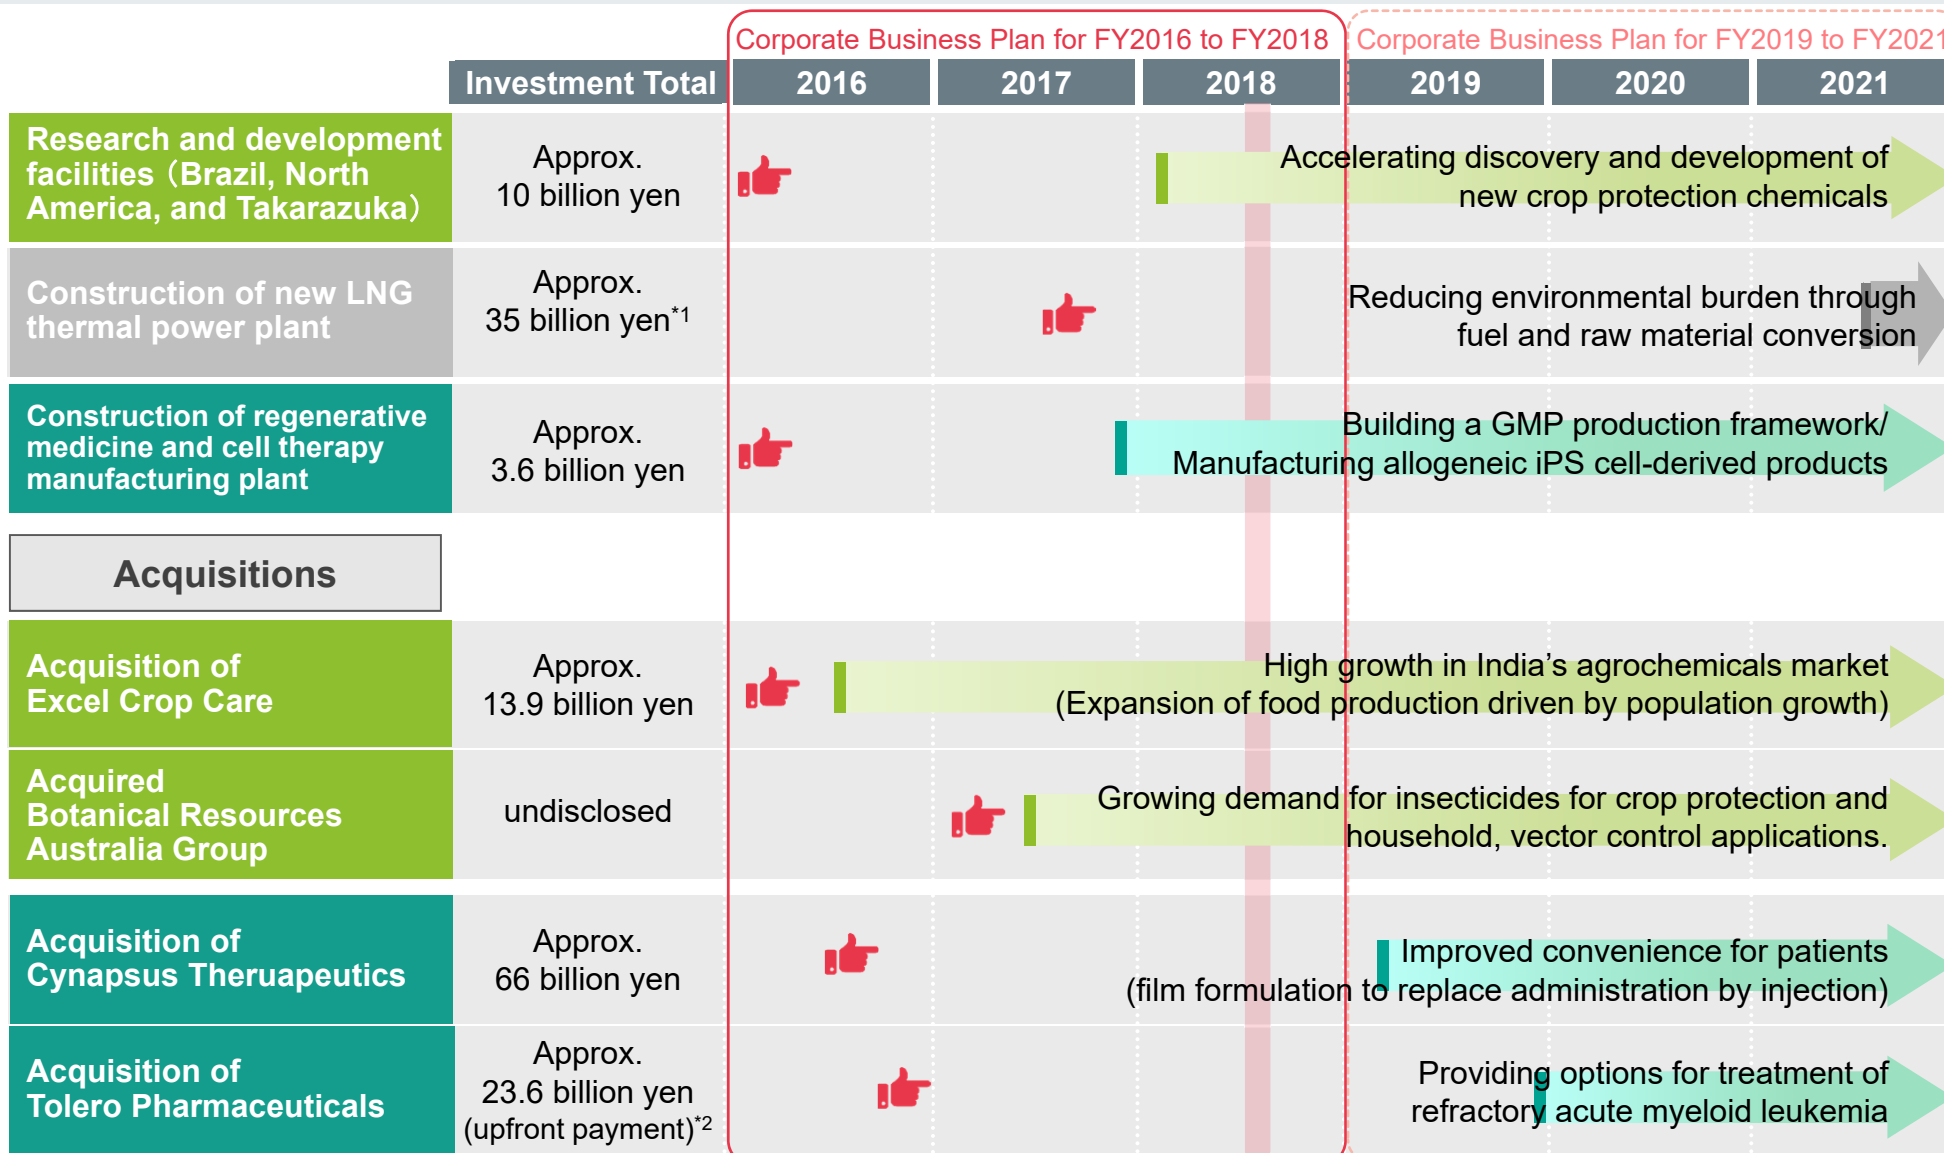 Corporate Business Plan for FY2016 to FY2018
Corporate Business Plan for FY2019 to FY2021
Investment Total
2016
2017
2018
2019
2020
2021
Research and development
facilities（Brazil, North
America, and Takarazuka）
Approx.
10 billion yen
Accelerating discovery and development of
new crop protection chemicals
Construction of new LNG
thermal power plant
Approx.
35 billion yen*1
Reducing environmental burden through
fuel and raw material conversion
Construction of regenerative
medicine and cell therapy
manufacturing plant
Approx.
3.6 billion yen
Building a GMP production framework/
Manufacturing allogeneic iPS cell-derived products
Acquisitions
Acquisition of
Excel Crop Care
Approx.
13.9 billion yen
High growth in India’s agrochemicals market
(Expansion of food production driven by population growth)
Acquired
Botanical Resources
Australia Group
undisclosed
Growing demand for insecticides for crop protection and
household, vector control applications.
Acquisition of
Cynapsus Theruapeutics
Approx.
66 billion yen
Improved convenience for patients
(film formulation to replace administration by injection)
Acquisition of
Tolero Pharmaceuticals
Approx.
23.6 billion yen
(upfront payment)*2
Providing options for treatment of
refractory acute myeloid leukemia